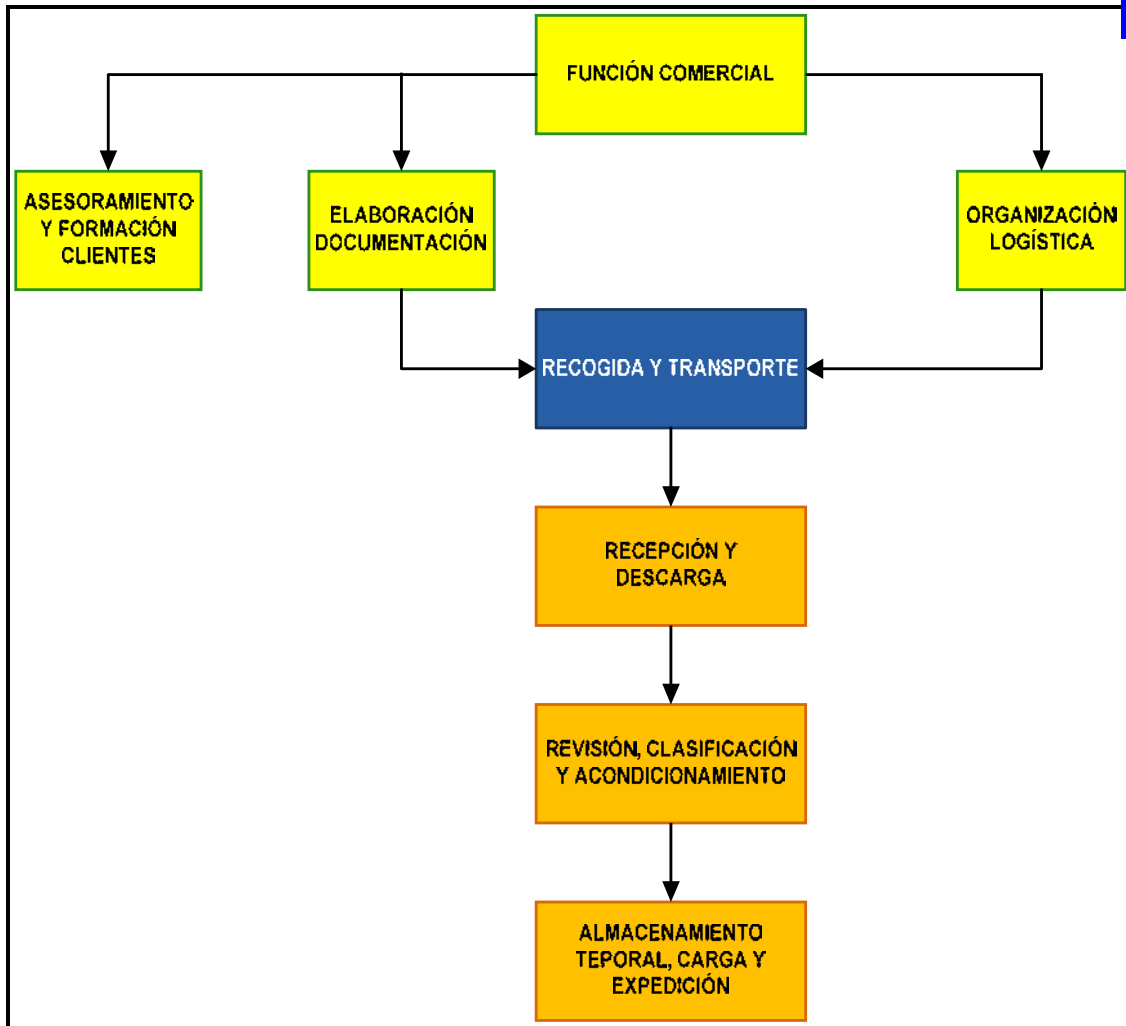 FUNCIÓN COMERCIAL
ASESORAMIENTO
Y FORMACIÓN
CLIENTES
ELABORACIÓN
DOCUMENTACIÓN
ORGANIZACIÓN
LOGÍSTICA
RECOGIDA Y TRANSPORTE
RECEPCIÓN Y
DESCARGA
REVISIÓN, CLASIFICACIÓN
Y ACONDICIONAMIENTO
ALMACENAMIENTO
TEPORAL, CARGA Y
EXPEDICIÓN